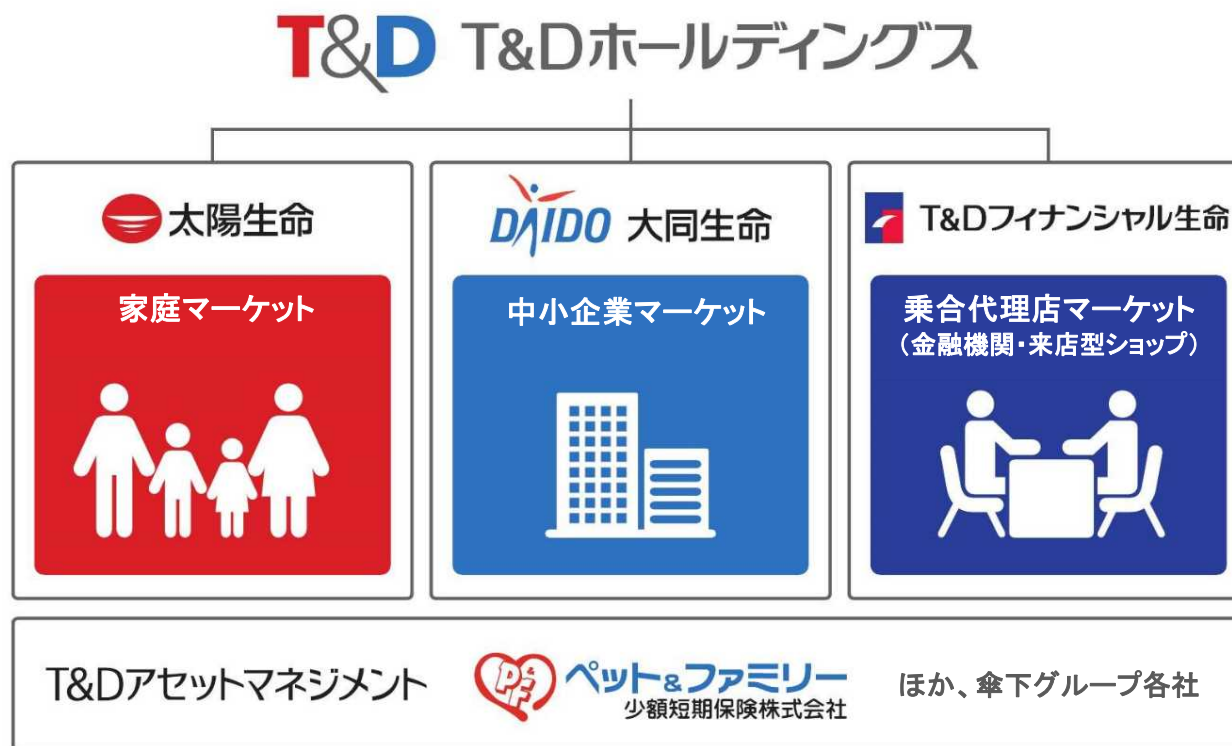 T&D T&Dホールディングス
太陽生命
家庭マーケット
DAIDO 大同生命
中小企業マーケット
T&Dフィナンシャル生命
乗合代理店マーケット
(金融機関・来店型ショップ)
T&Dアセットマネジメント
P&F ペット&ファミリー
少額短期保険株式会社
ほか、傘下グループ各社